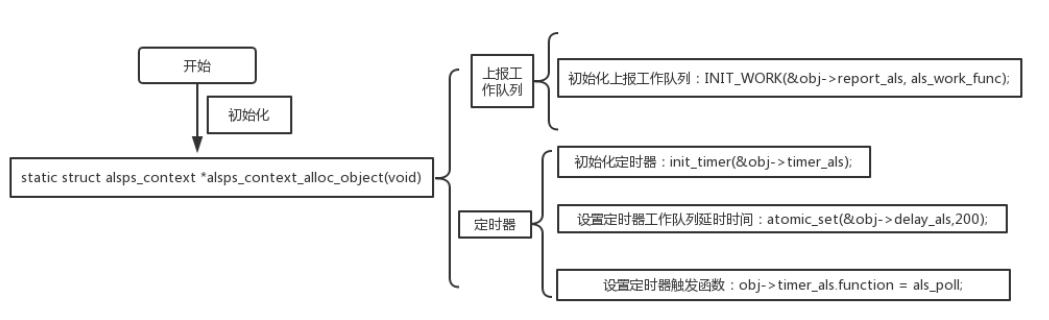 开始
初始化
static struct alsps_context *alsps_context_alloc_object(void)
上报工
作队列
初始化上报工作队列：INIT_WORK(&obj->report_als, als_work_func);
定时器
初始化定时器：init_timer(&obj->timer_als);
设置定时器工作队列延时时间：atomic_set(&obj->delay_als,200);
设置定时器触发函数：obj->timer_als.function = als_poll;